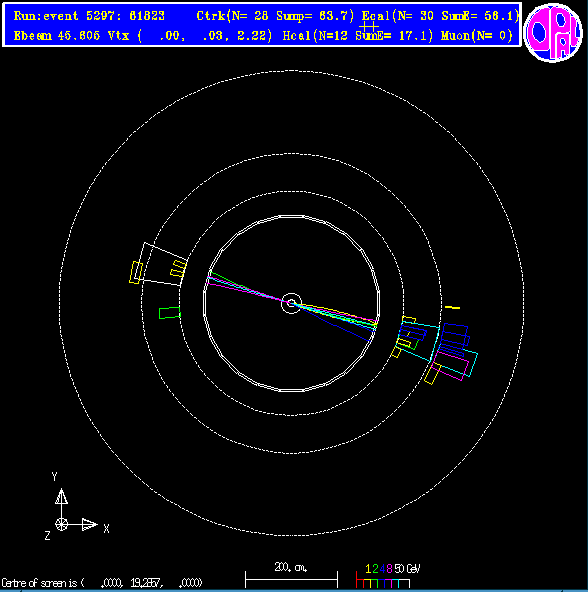 Run:event 5297: 61823 Ctrk(N= 28 Sump= 63.7) Ecal(N= 30 SumE= 56.1)
Ebeam 45.605 Vtx ( .00, .03, 2.22) Hcal(N=12 SumE= 17.1) Muon(N= 0)
OPAL
Y
X
Z
200. cm.
1 2 4 8 50 GeV
Centre of screen is ( .0000, 19.2857, .0000)